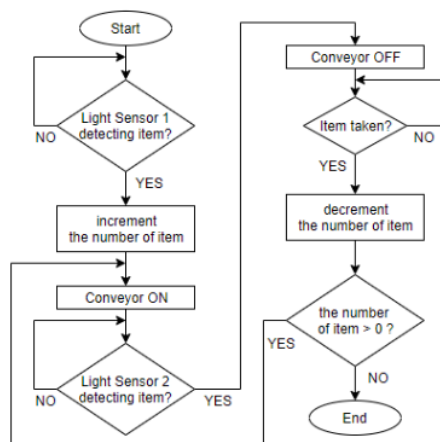 Start
Light Sensor 1
detecting item?
NO
YES
increment
the number of item
Conveyor ON
Light Sensor 2
detecting item?
NO
YES
Conveyor OFF
Item taken?
NO
YES
decrement
the number of item
the number
of item > 0 ?
YES
NO
End